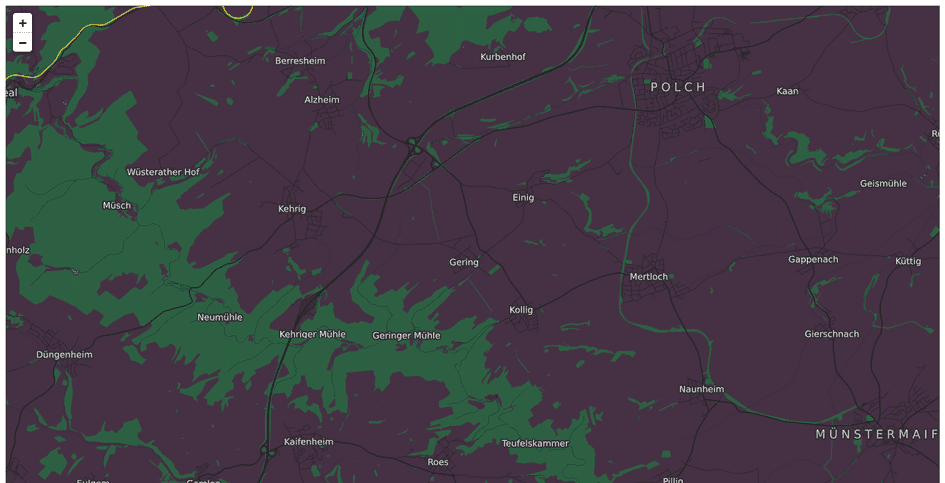 +
−
Berresheim
Kurbenhof
POLCH
Kaan
eal
Alzheim
Wüsterather Hof
Geismühle
Einig
Müsch
Kehrig
nholz
Gering
Gappenach
Küttig
Mertloch
Kollig
Neumühle
Kehriger Mühle
Geringer Mühle
Gierschnach
Düngenheim
Naunheim
MÜNSTERMAIF
Kaifenheim
Teufelskammer
Roes
Pillig